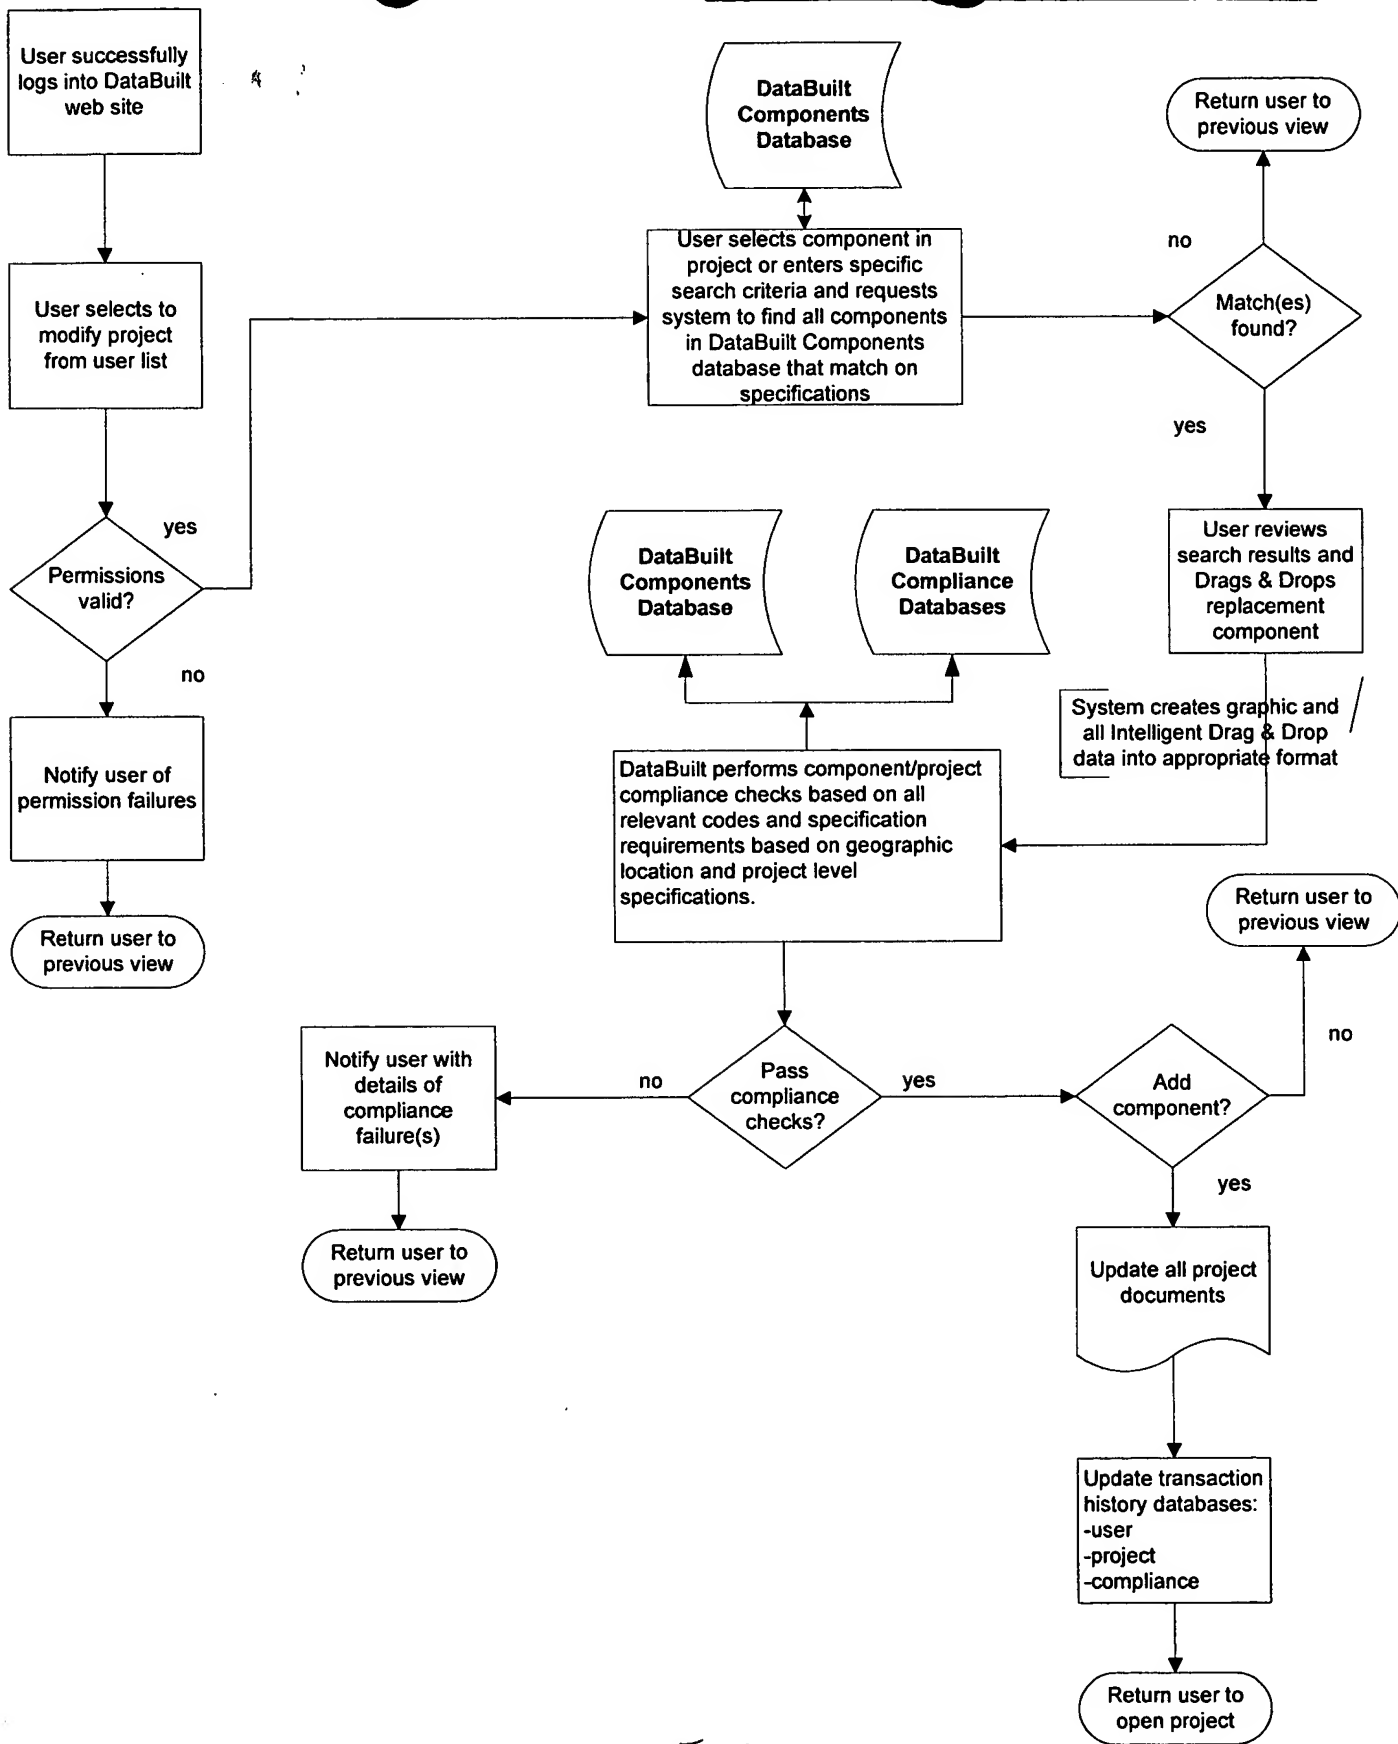 User successfully
logs into DataBuilt
web site
User selects to
modify project
from user list
Permissions
valid?
yes
no
Notify user of
permission failures
Return user to
previous view
DataBuilt
Components
Database
User selects component in
project or enters specific
search criteria and requests
system to find all components
in DataBuilt Components
database that match on
specifications
Match(es)
found?
no
Return user to
previous view
yes
User reviews
search results and
Drags & Drops
replacement
component
System creates graphic and
all Intelligent Drag & Drop
data into appropriate format
DataBuilt
Components
Database
DataBuilt
Compliance
Databases
DataBuilt performs component/project
compliance checks based on all
relevant codes and specification
requirements based on geographic
location and project level
specifications.
Pass
compliance
checks?
no
Notify user with
details of
compliance
failure(s)
Return user to
previous view
yes
Add
component?
no
Return user to
previous view
yes
Update all project
documents
Update transaction
history databases:
-user
-project
-compliance
Return user to
open project